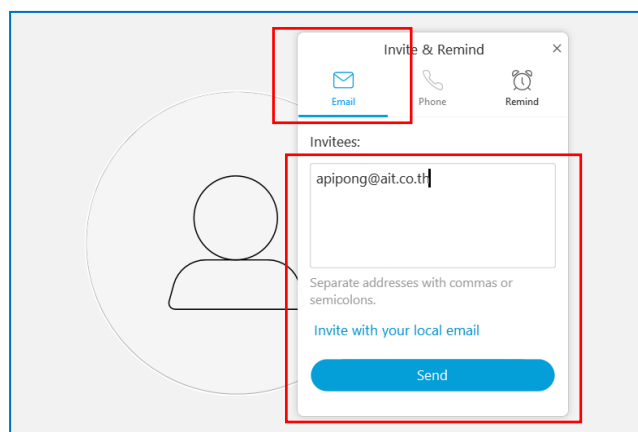 Invite & Remind
Email
Phone
Remind
Invitees:
apipong@ait.co.th
Separate addresses with commas or
semicolons.
Invite with your local email
Send